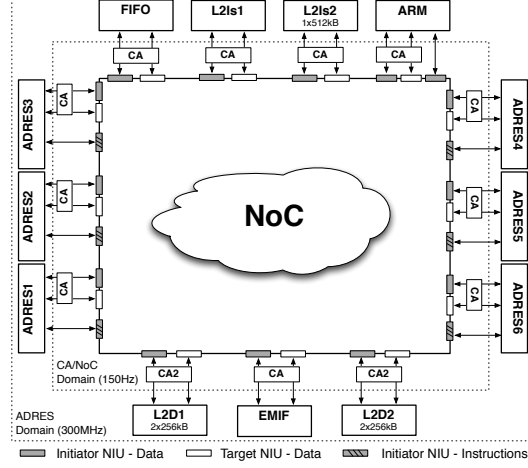 FIFO
L2Is1
L2Is2
1x512kB
ARM
CA
CA
CA
CA
ADRES3
CA
CA
ADRES4
ADRES2
CA
NoC
CA
ADRES5
ADRES1
CA
CA
ADRES6
CA/NoC
Domain (150Hz)
CA2
CA
CA2
ADRES
Domain (300MHz)
L2D1
2x256kB
EMIF
L2D2
2x256kB
Initiator NIU - Data
Target NIU - Data
Initiator NIU - Instructions